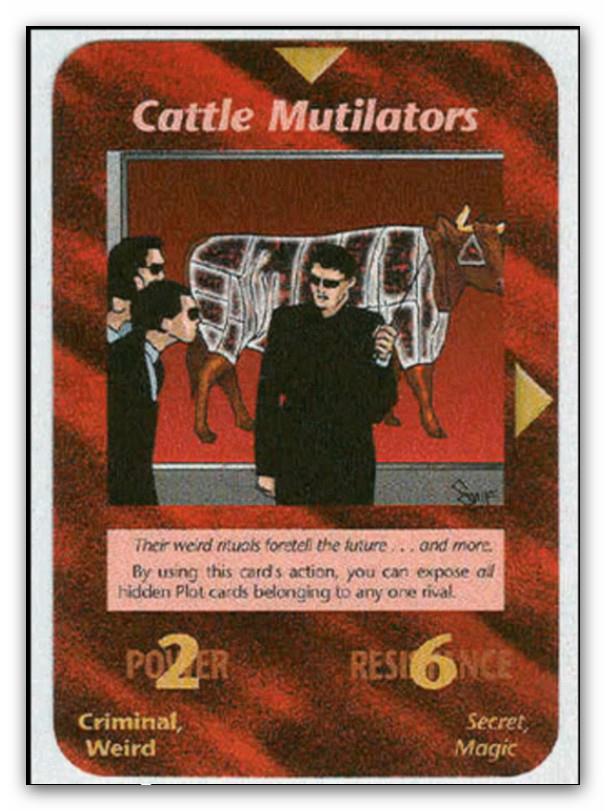 Cattle Mutilators
Their weird rituals foretell the future . . . and more.
By using this card's action, you can expose all
hidden Plot cards belonging to any one rival.
POWER 2
RESISTANCE 6
Criminal,
Weird
Secret,
Magic